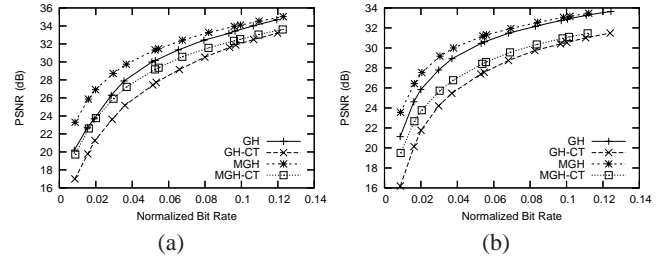 36
34
32
30
28
26
24
22
20
18
16
PSNR (dB)
GH
GH-CT
MGH
MGH-CT
0 0.02 0.04 0.06 0.08 0.1 0.12 0.14
Normalized Bit Rate
(a)
34
32
30
28
26
24
22
20
18
16
PSNR (dB)
GH
GH-CT
MGH
MGH-CT
0 0.02 0.04 0.06 0.08 0.1 0.12 0.14
Normalized Bit Rate
(b)